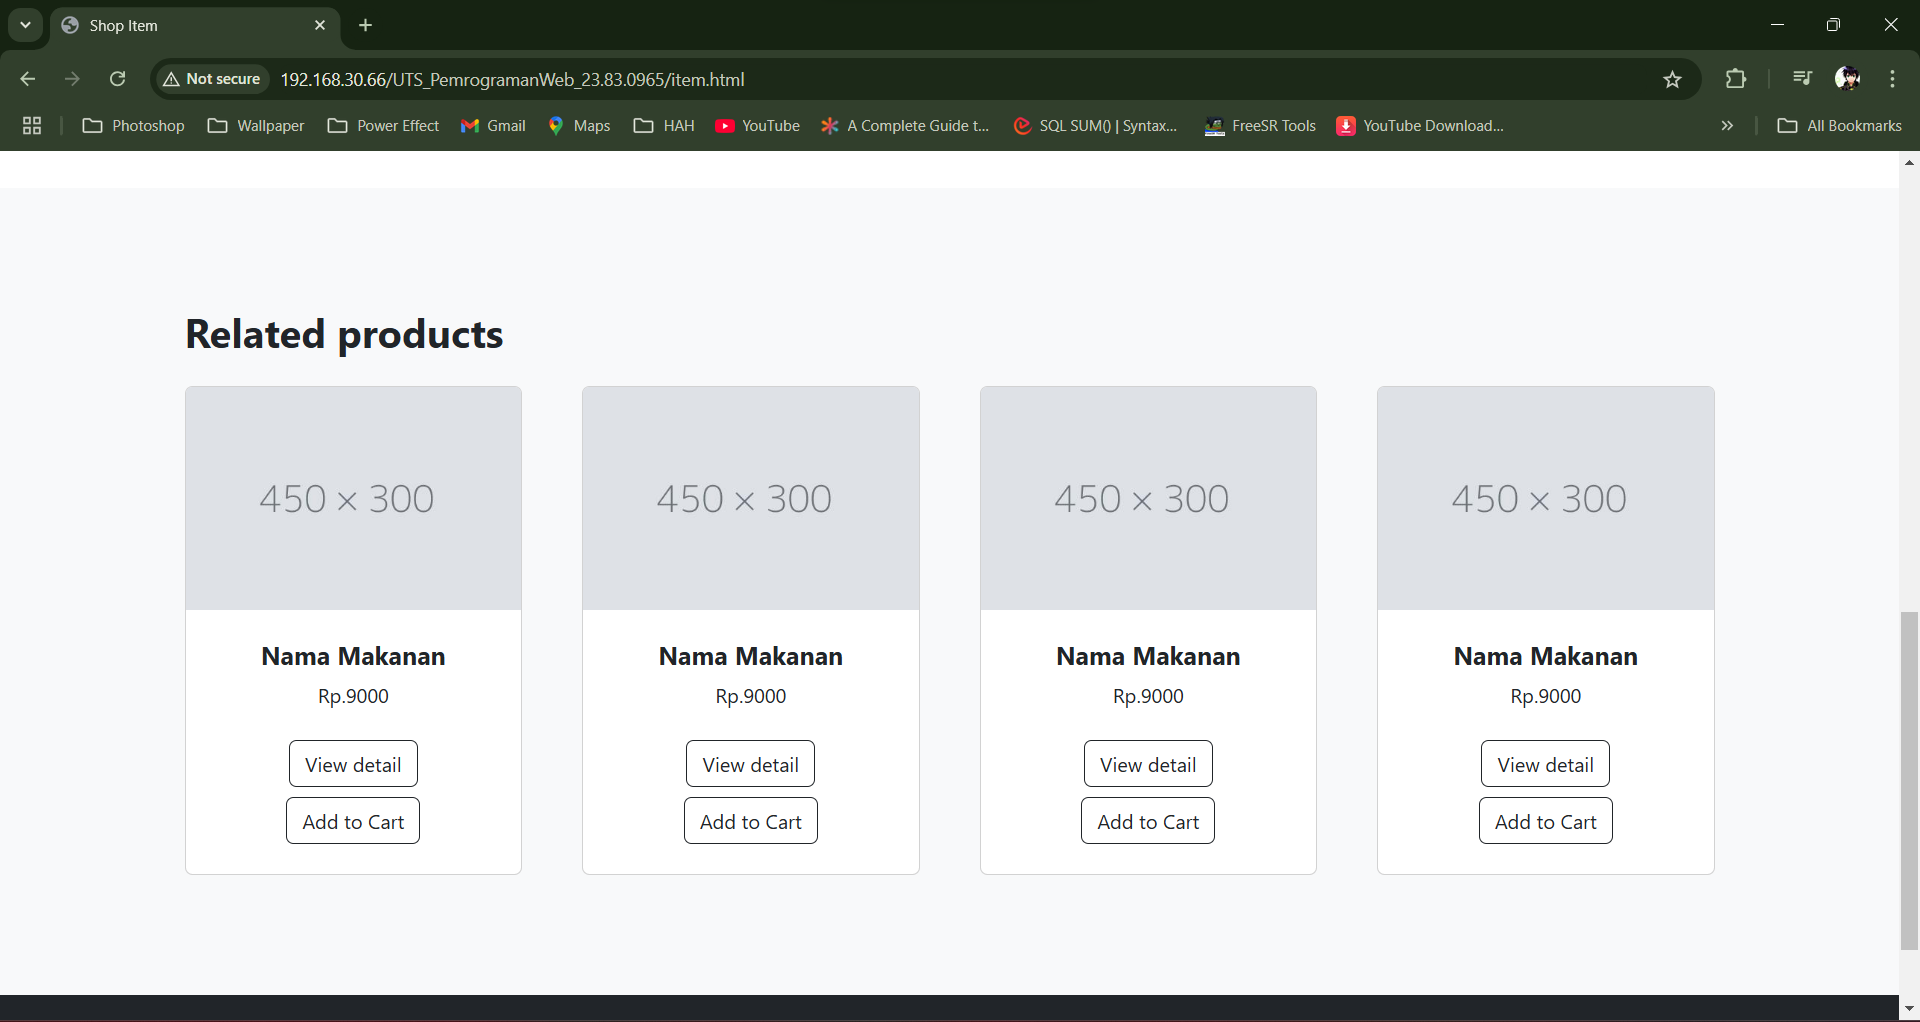 Shop Item
Not secure 192.168.30.66/UTS_PemrogramanWeb_23.83.0965/item.html
Photoshop Wallpaper Power Effect Gmail Maps HAH YouTube A Complete Guide t... SQL SUM() | Syntax... FreeSR Tools YouTube Download... All Bookmarks
Related products
450 × 300 450 × 300 450 × 300 450 × 300
Nama Makanan Nama Makanan Nama Makanan Nama Makanan
Rp.9000 Rp.9000 Rp.9000 Rp.9000
View detail View detail View detail View detail
Add to Cart Add to Cart Add to Cart Add to Cart